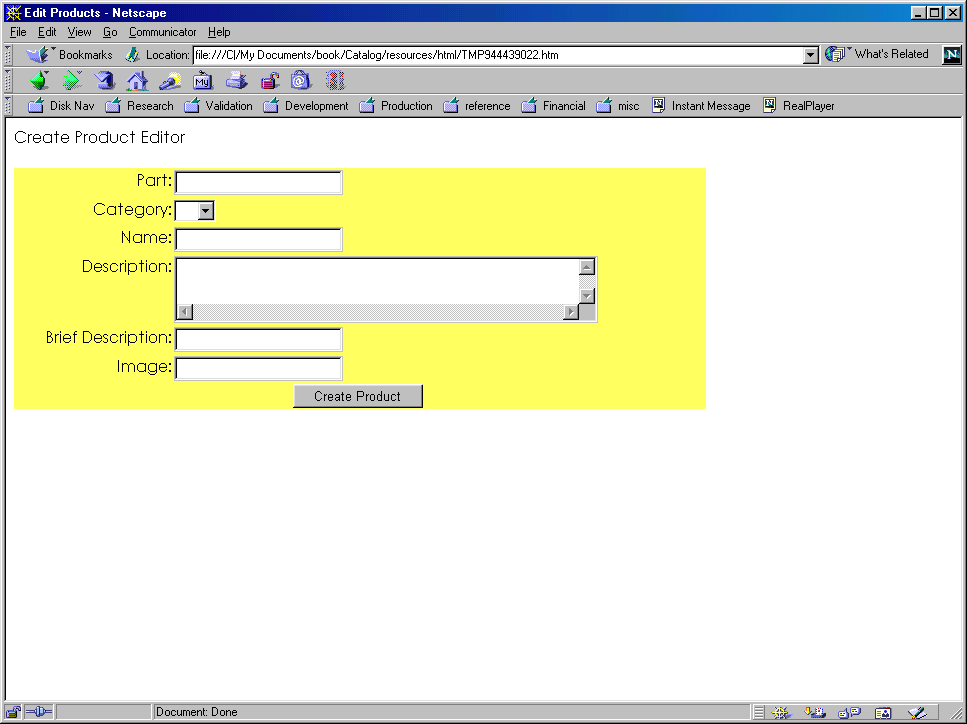 Edit Products - Netscape
File Edit View Go Communicator Help
Bookmarks Location: file:///C|/My Documents/book/Catalog/resources/html/TMP944439022.htm What's Related N
My
Disk Nav Research Validation Development Production reference Financial misc Instant Message RealPlayer
Create Product Editor
Part:
Category:
Name:
Description:
Brief Description:
Image:
Create Product
Document: Done